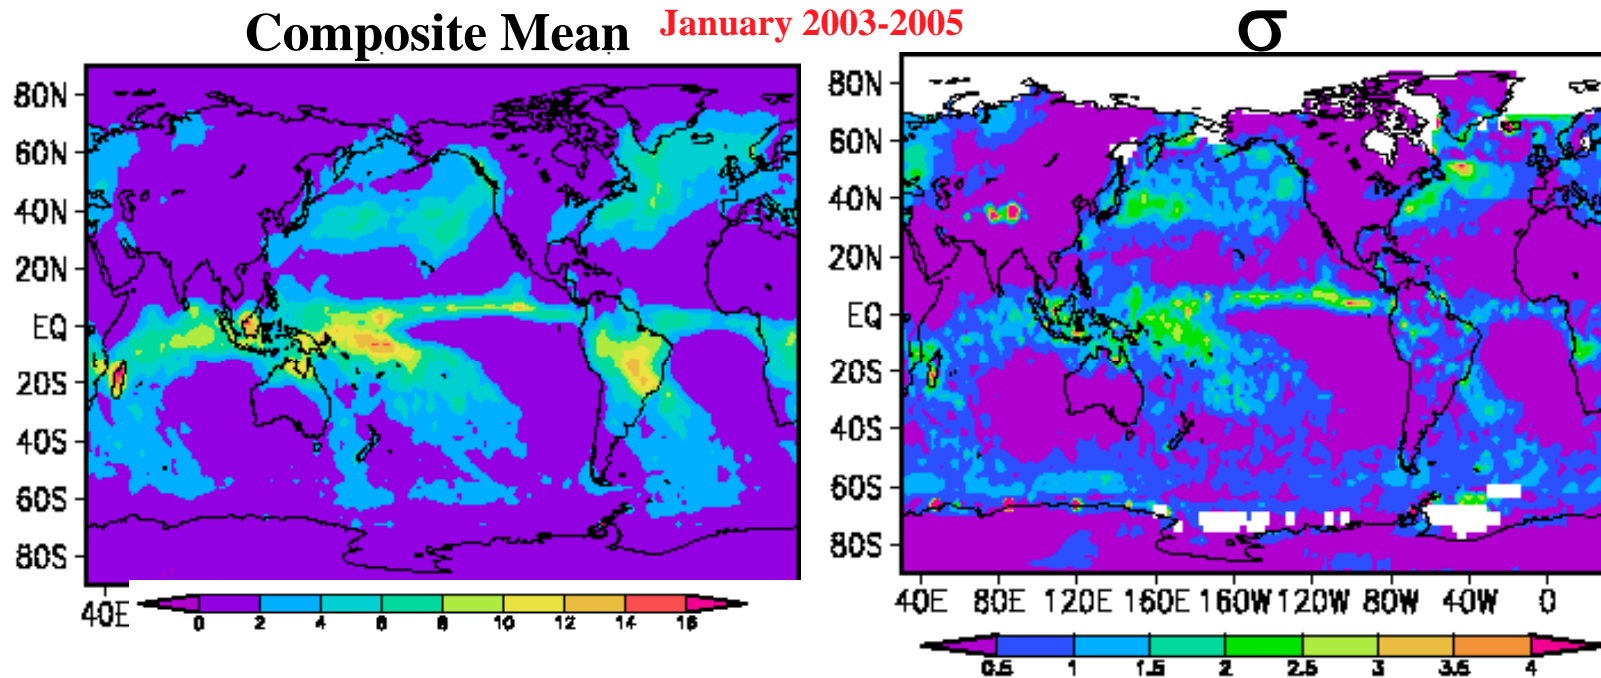 Composite Mean January 2003-2005 σ
80N
60N
40N
20N
EQ
20S
40S
60S
80S
40E
0 2 4 6 8 10 12 14 16
80N
60N
40N
20N
EQ
20S
40S
60S
80S
40E 80E 120E 160E 160W 120W 80W 40W 0
0.5 1 1.5 2 2.5 3 3.5 4